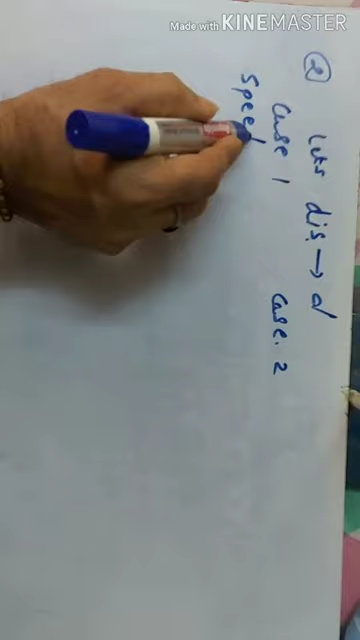 Made with KINEMASTER
② Lets dis. → d
Case 1 Case. 2
Speed